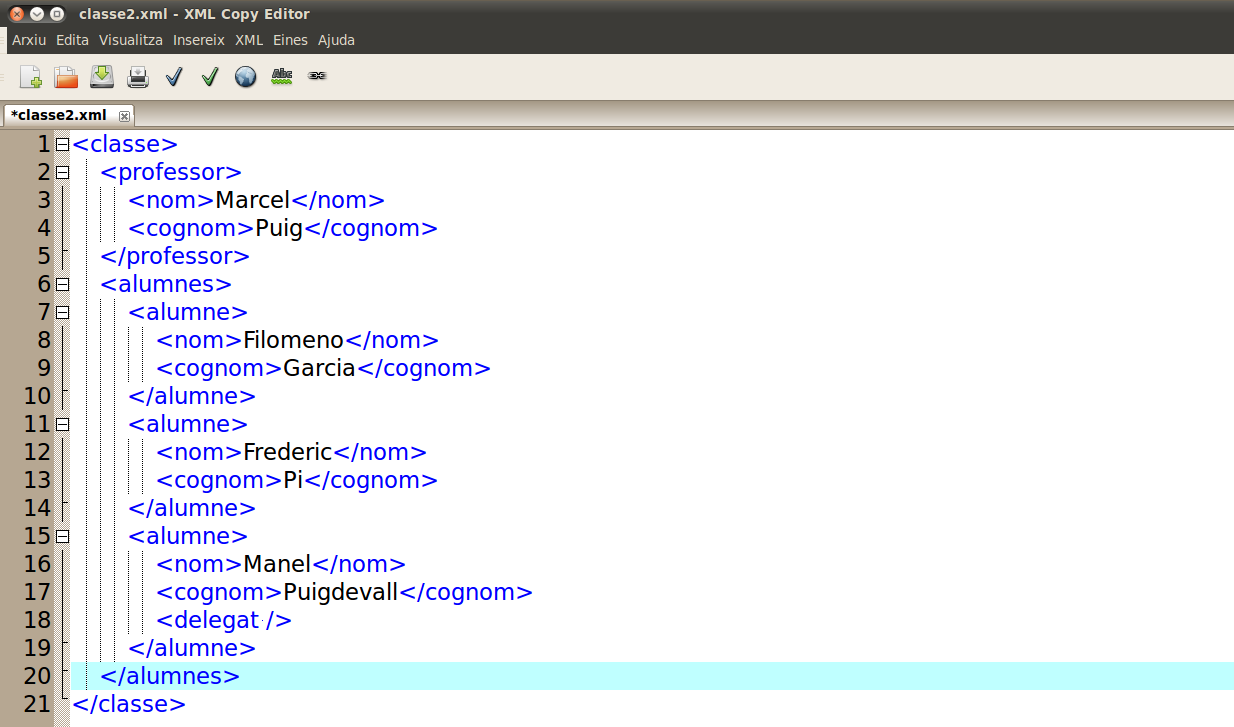 classe2.xml - XML Copy Editor
Arxiu Edita Visualitza Insereix XML Eines Ajuda
Abc
*classe2.xml
1 <classe>
2 <professor>
3 <nom>Marcel</nom>
4 <cognom>Puig</cognom>
5 </professor>
6 <alumnes>
7 <alumne>
8 <nom>Filomeno</nom>
9 <cognom>Garcia</cognom>
10 </alumne>
11 <alumne>
12 <nom>Frederic</nom>
13 <cognom>Pi</cognom>
14 </alumne>
15 <alumne>
16 <nom>Manel</nom>
17 <cognom>Puigdevall</cognom>
18 <delegat />
19 </alumne>
20 </alumnes>
21 </classe>